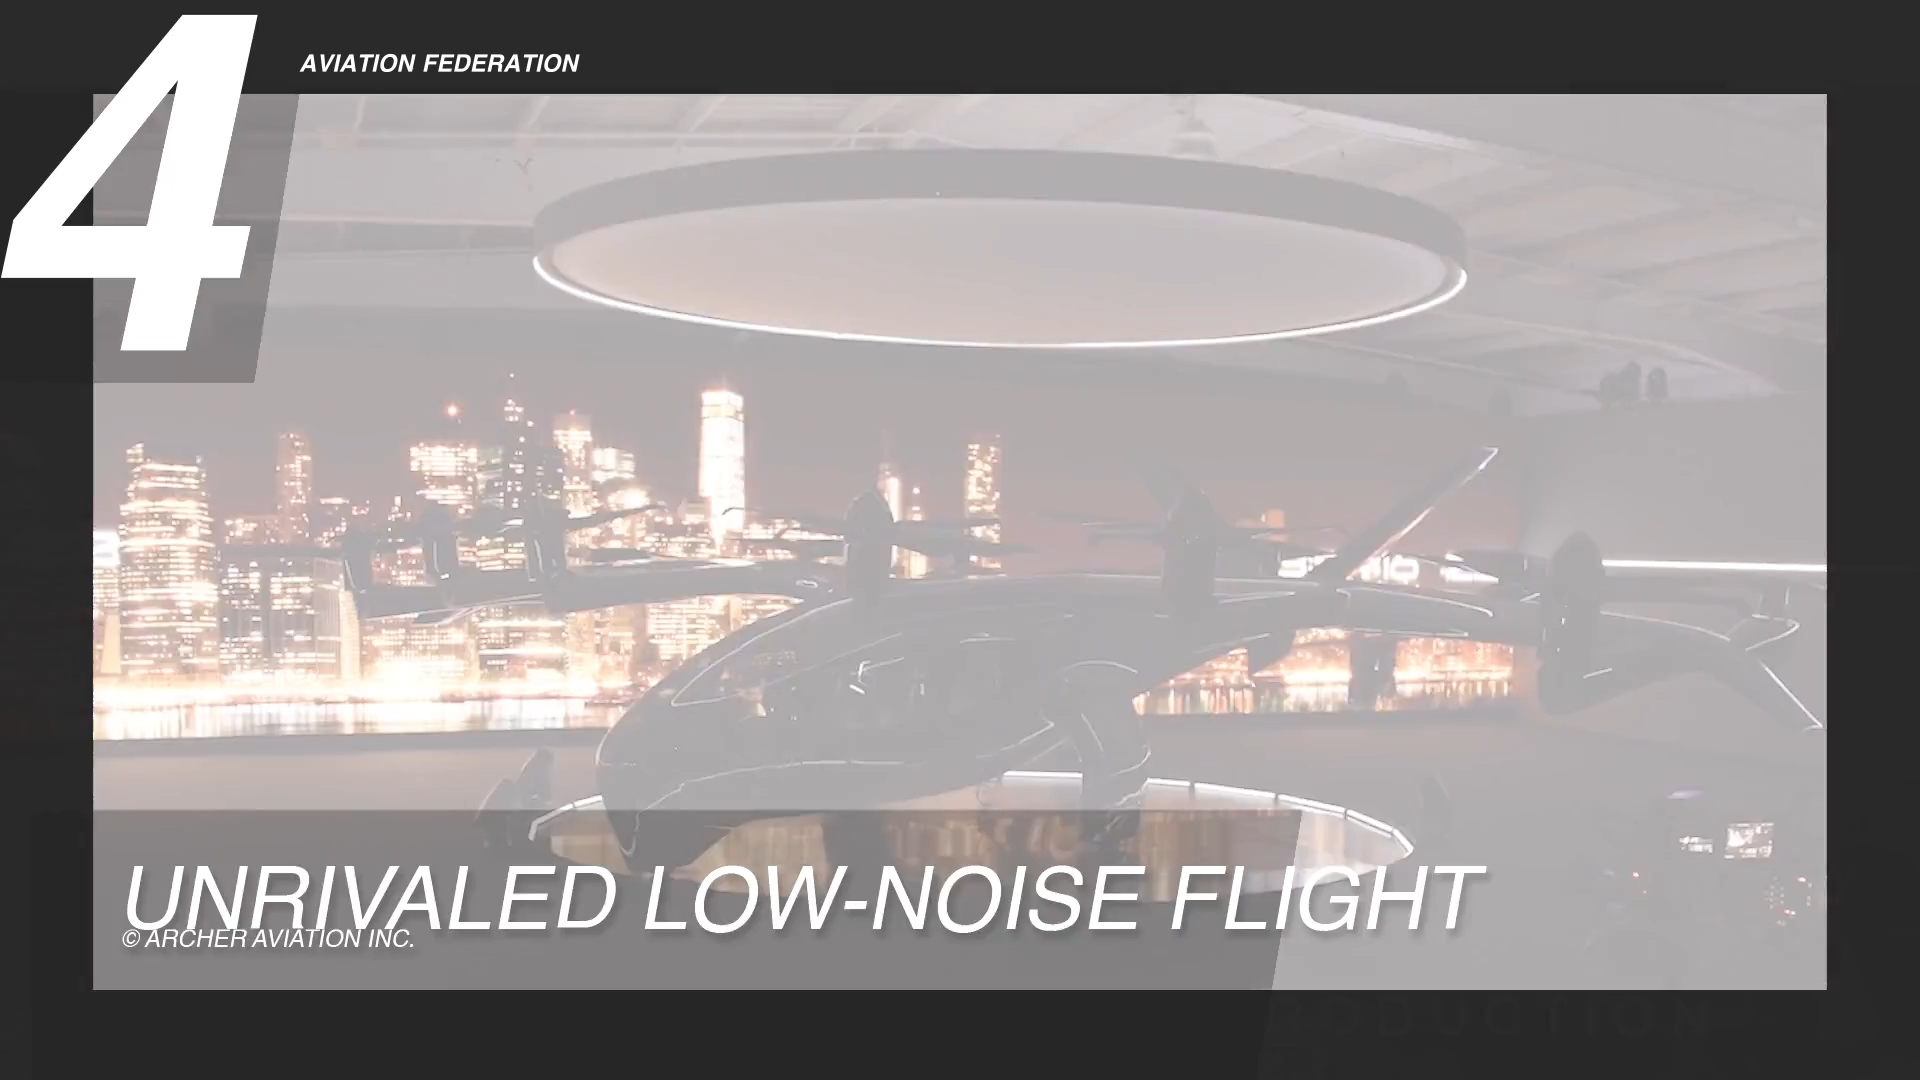 4
AVIATION FEDERATION
UNRIVALED LOW-NOISE FLIGHT
© ARCHER AVIATION INC.